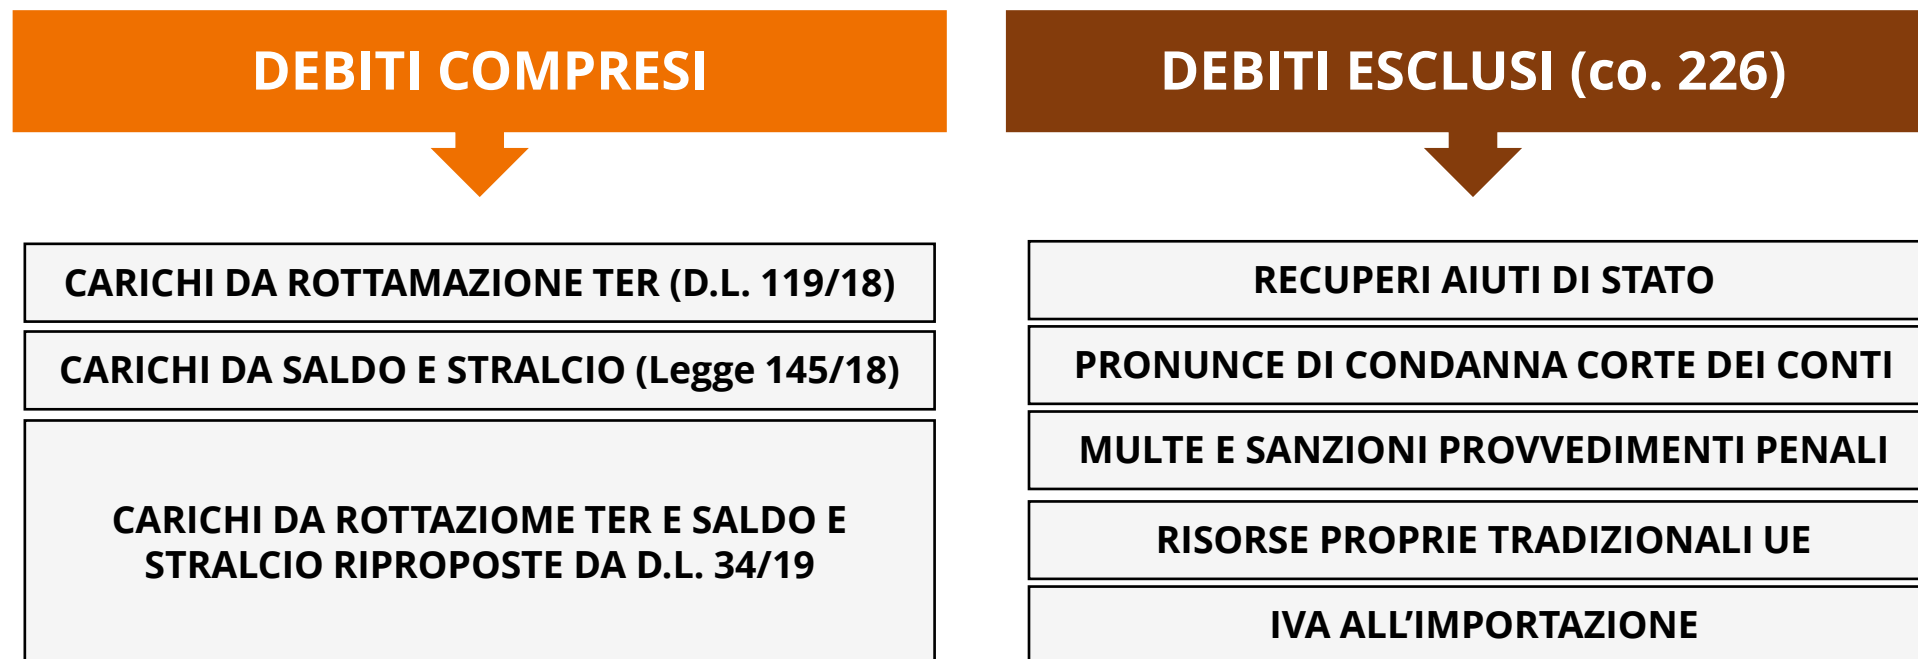 DEBITI COMPRESI
CARICHI DA ROTTAMAZIONE TER (D.L. 119/18)
CARICHI DA SALDO E STRALCIO (Legge 145/18)
CARICHI DA ROTTAZIOME TER E SALDO E
STRALCIO RIPROPOSTE DA D.L. 34/19
DEBITI ESCLUSI (co. 226)
RECUPERI AIUTI DI STATO
PRONUNCE DI CONDANNA CORTE DEI CONTI
MULTE E SANZIONI PROVVEDIMENTI PENALI
RISORSE PROPRIE TRADIZIONALI UE
IVA ALL’IMPORTAZIONE